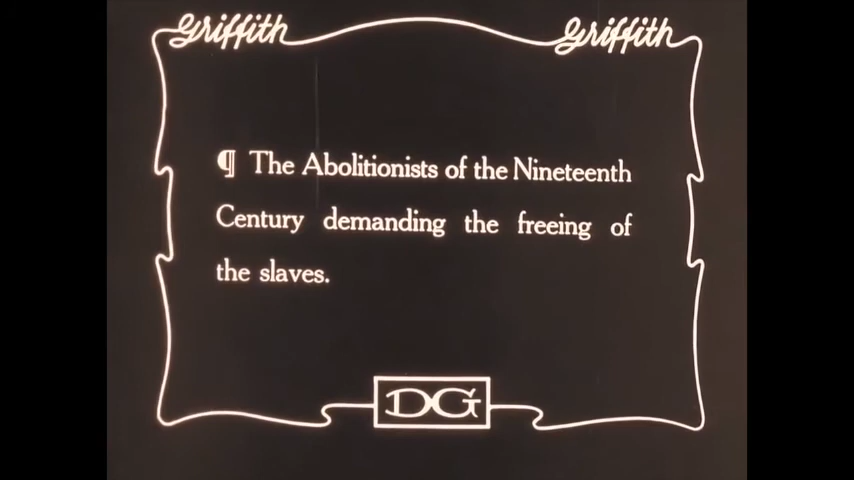 Griffith Griffith
¶ The Abolitionists of the Nineteenth
Century demanding the freeing of
the slaves.
DG